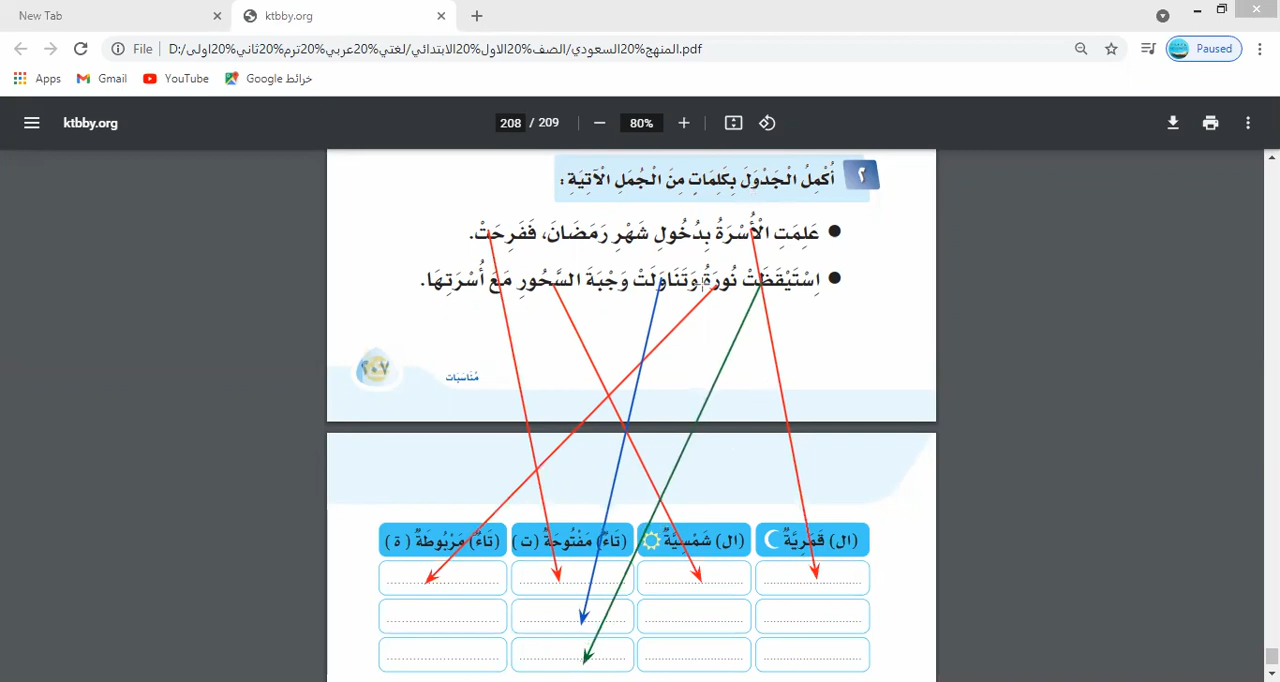 New Tab
ktbby.org
File
D:/المنهج%20السعودي/الصف%20الاول%20الابتدائي/لغتي%20عربي%20ترم%20ثاني%20اولى.pdf
Paused
Apps
Gmail
YouTube
خرائط Google
ktbby.org
208 / 209
80%
٢ أُكْمِلُ الْجَدْوَلَ بِكَلِمَاتٍ مِنَ الْجُمَلِ الْآتِيَةِ :
● عَلِمَتِ الْأُسْرَةُ بِدُخُولِ شَهْرِ رَمَضَانَ، فَفَرِحَتْ.
● اِسْتَيْقَظَتْ نُورَةُ وَتَنَاوَلَتْ وَجْبَةَ السَّحُورِ مَعَ أُسْرَتِهَا.
٢٠٧
مُنَاسَبَات
(ال) قَمَرِيَّةٌ
(ال) شَمْسِيَّةٌ
(تَاءٌ) مَفْتُوحَةٌ (ت)
(تَاءٌ) مَرْبُوطَةٌ (ة)